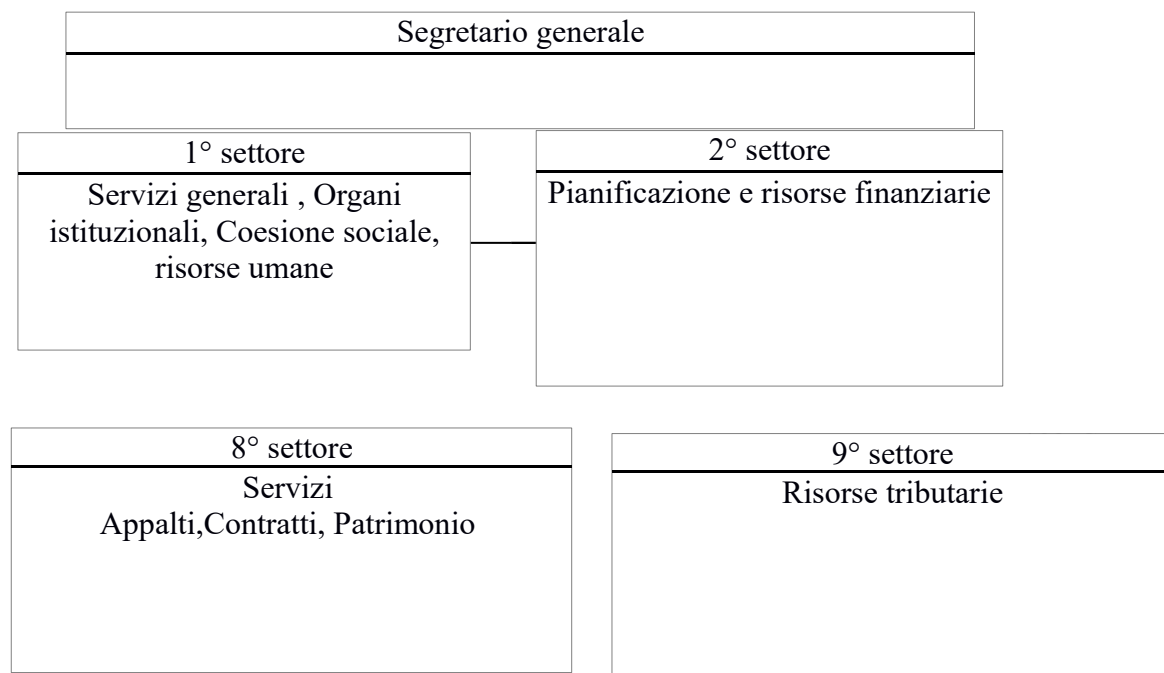 Segretario generale
1° settore
Servizi generali , Organi
istituzionali, Coesione sociale,
risorse umane
2° settore
Pianificazione e risorse finanziarie
8° settore
Servizi
Appalti,Contratti, Patrimonio
9° settore
Risorse tributarie